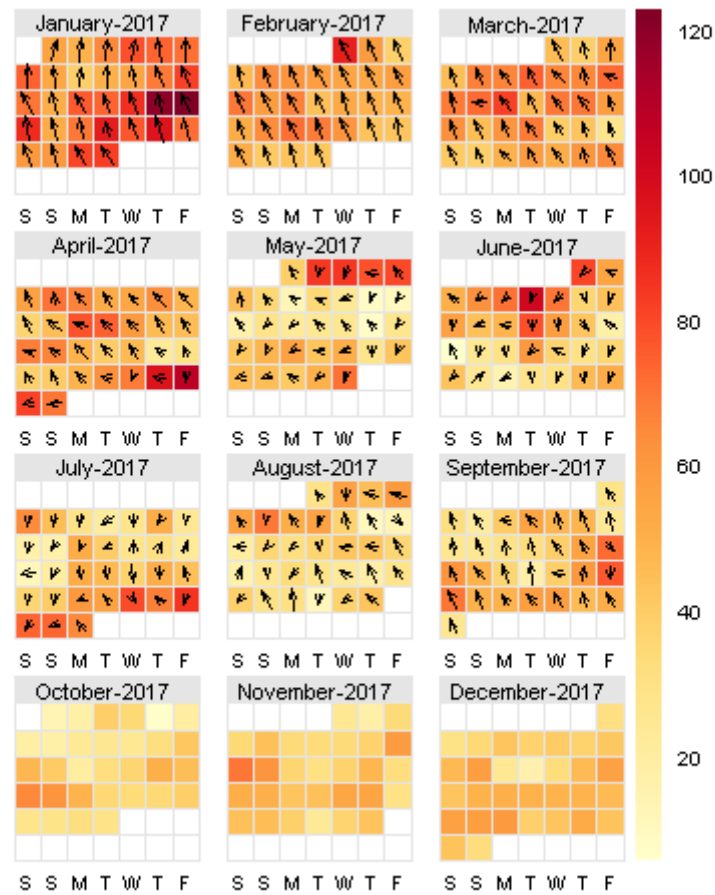 January-2017 February-2017 March-2017
120
100
S S M T W T F S S M T W T F S S M T W T F
April-2017 May-2017 June-2017
80
S S M T W T F S S M T W T F S S M T W T F
July-2017 August-2017 September-2017
60
40
S S M T W T F S S M T W T F S S M T W T F
October-2017 November-2017 December-2017
20
S S M T W T F S S M T W T F S S M T W T F